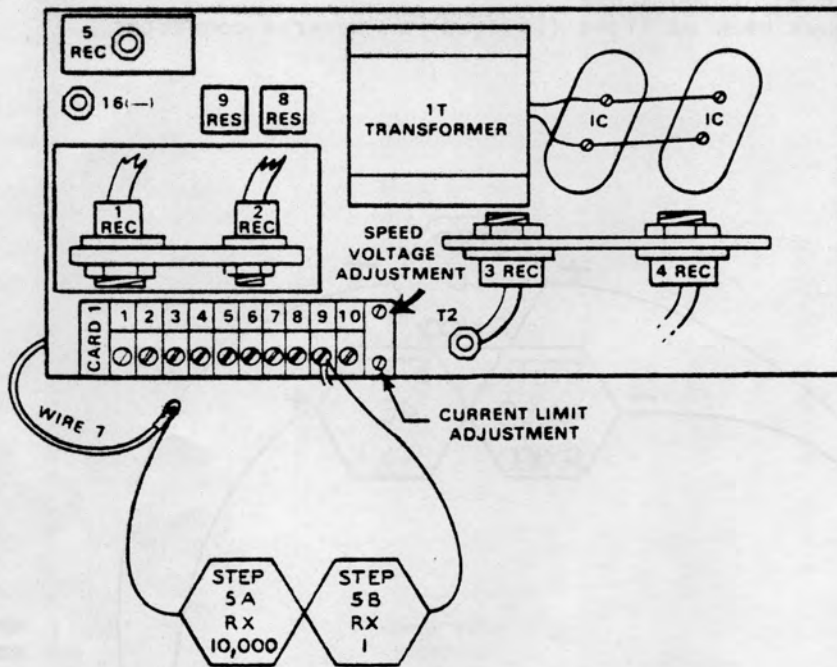 5
REC
16(—)
9
RES
8
RES
1T
TRANSFORMER
IC
IC
1
REC
2
REC
SPEED
VOLTAGE
ADJUSTMENT
3 REC
4 REC
CARD 1
1 2 3 4 5 6 7 8 9 10
T2
CURRENT LIMIT
ADJUSTMENT
WIRE 7
STEP
5A
RX
10,000
STEP
5B
RX
1